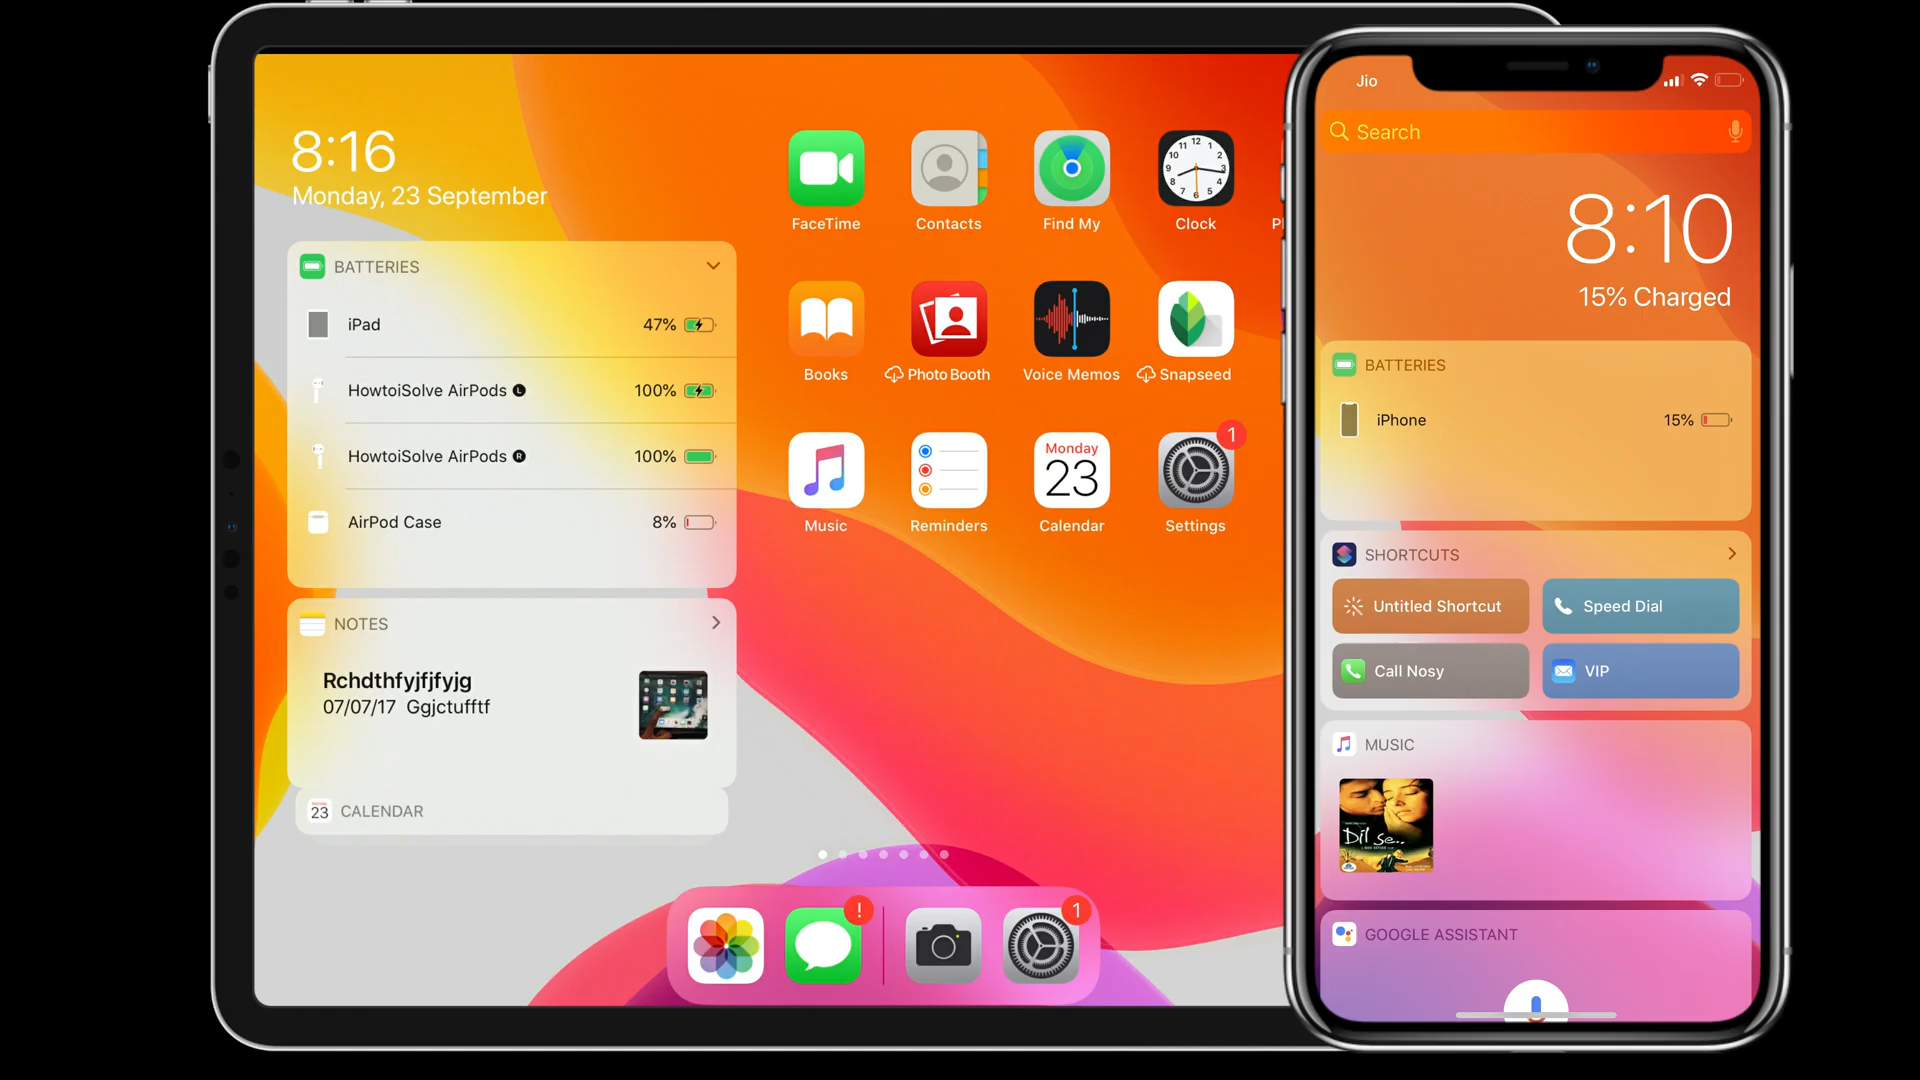 8:16
Monday, 23 September
BATTERIES
iPad 47%
HowtoiSolve AirPods L 100%
HowtoiSolve AirPods R 100%
AirPod Case 8%
NOTES
Rchdthfyjfjfyjg
07/07/17 Ggjctufftf
23 CALENDAR
FaceTime
Contacts
Find My
Clock
Books
Photo Booth
Voice Memos
Snapseed
1
Monday
23
Music
Reminders
Calendar
Settings
!
1
Jio
Search
8:10
15% Charged
BATTERIES
iPhone 15%
SHORTCUTS
Untitled Shortcut
Speed Dial
Call Nosy
VIP
MUSIC
Dil se..
GOOGLE ASSISTANT